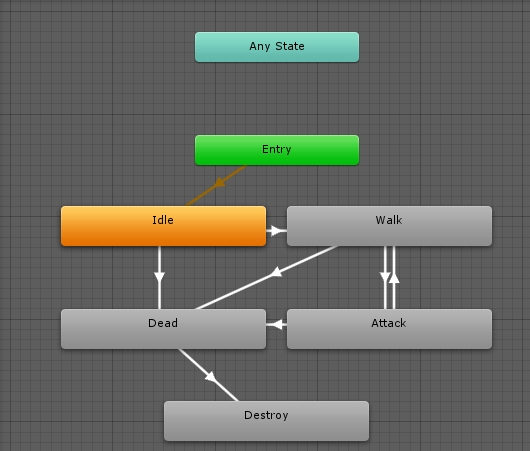 Any State
Entry
Idle
Walk
Dead
Attack
Destroy